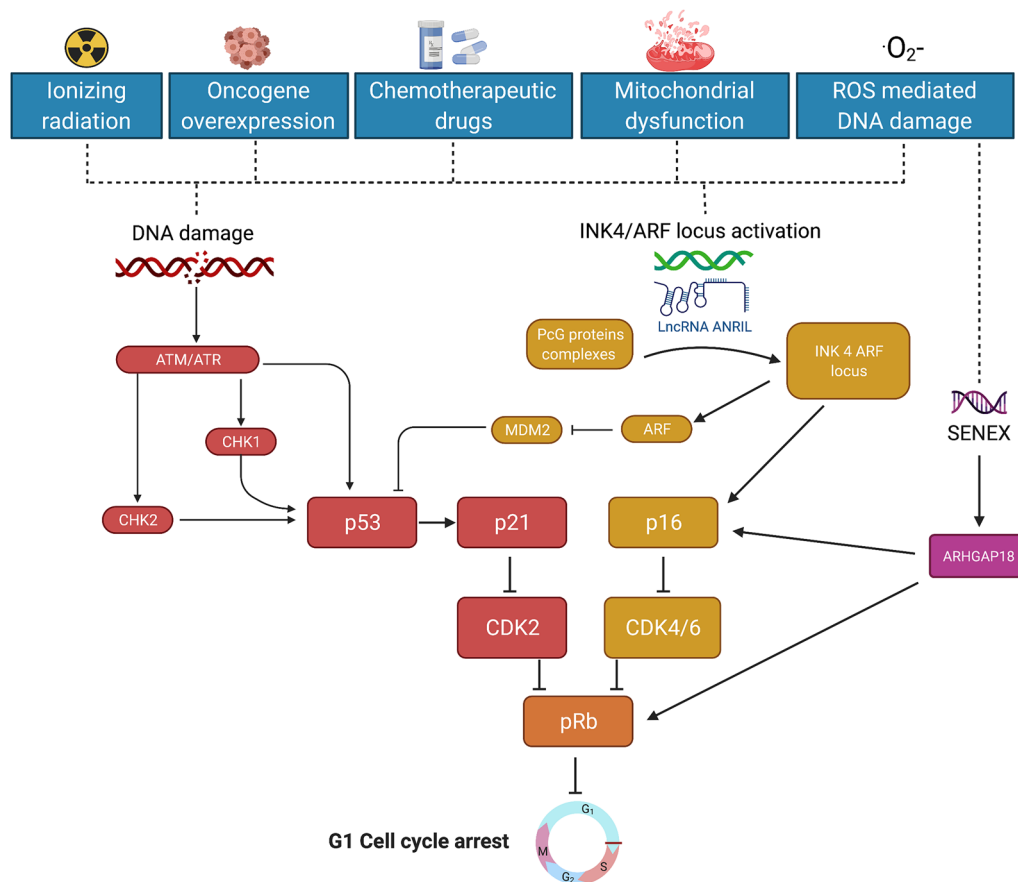 ·O₂-
Ionizing
radiation
Oncogene
overexpression
Chemotherapeutic
drugs
Mitochondrial
dysfunction
ROS mediated
DNA damage
DNA damage
INK4/ARF locus activation
LncRNA ANRIL
PcG proteins
complexes
INK 4 ARF
locus
ATM/ATR
SENEX
MDM2
ARF
CHK1
CHK2
p53
p21
p16
ARHGAP18
CDK2
CDK4/6
pRb
G1 Cell cycle arrest
G₁
M
S
G₂